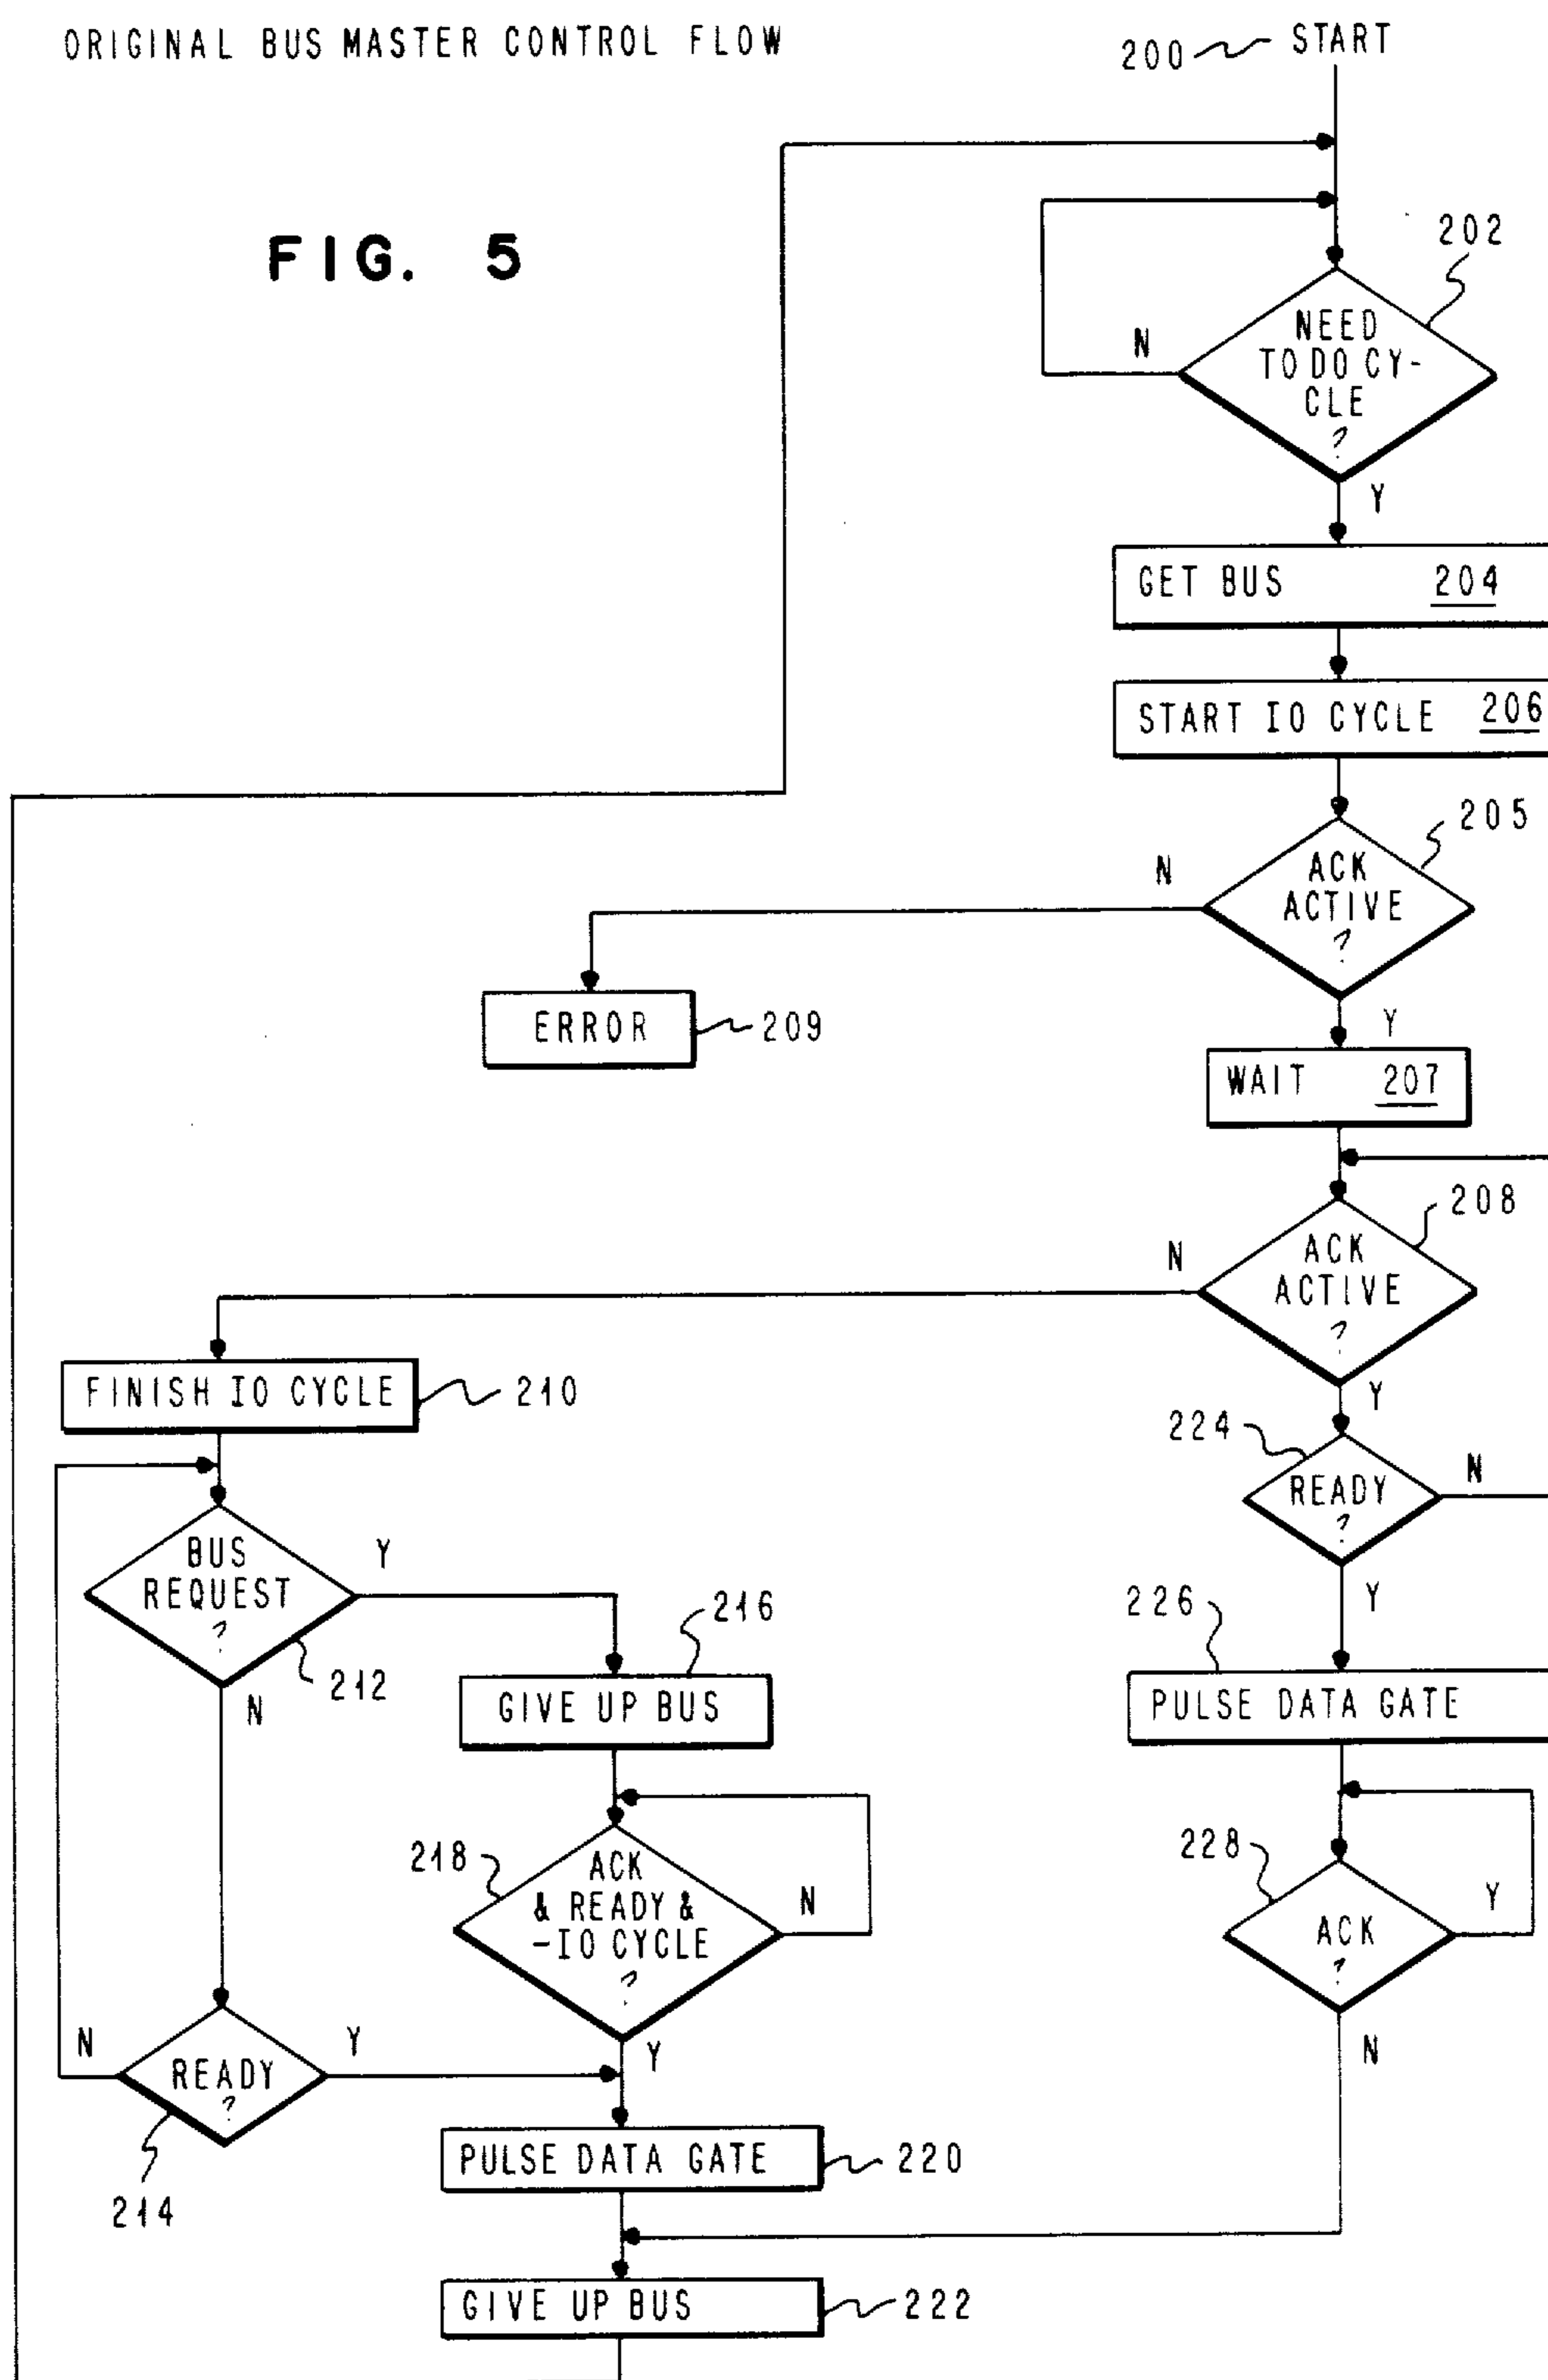 ORIGINAL BUS MASTER CONTROL FLOW
200
START
FIG. 5
202
NEED
TO DO CY-
CLE
?
N
Y
GET BUS 204
START IO CYCLE 206
205
ACK
ACTIVE
?
N
Y
ERROR
209
WAIT 207
208
ACK
ACTIVE
?
N
Y
FINISH IO CYCLE
210
224
READY
?
N
Y
BUS
REQUEST
?
Y
N
212
216
GIVE UP BUS
226
PULSE DATA GATE
218
ACK
& READY &
-IO CYCLE
?
N
Y
228
ACK
?
Y
N
READY
?
N
Y
214
PULSE DATA GATE
220
GIVE UP BUS
222